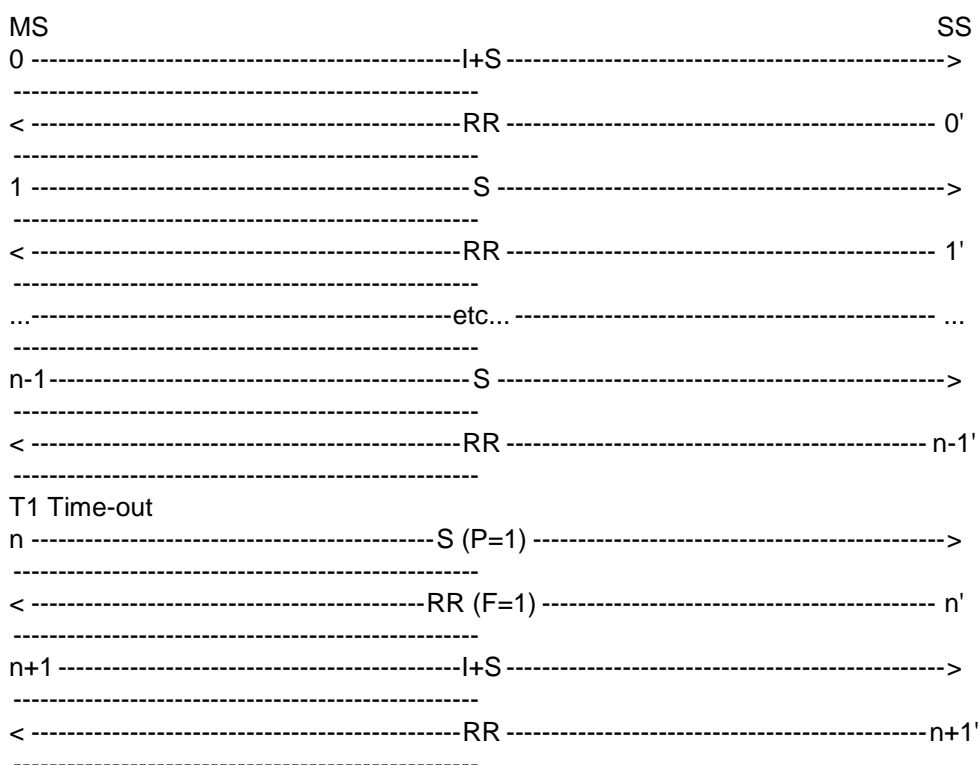 MS SS
0 -----------------------------------------------I+S ------------------------------------------------>
---------------------------------------------------
< -----------------------------------------------RR ----------------------------------------------- 0'
---------------------------------------------------
1 ------------------------------------------------ S ------------------------------------------------->
---------------------------------------------------
< -----------------------------------------------RR ----------------------------------------------- 1'
---------------------------------------------------
...----------------------------------------------etc... ---------------------------------------------- ...
---------------------------------------------------
n-1---------------------------------------------- S ------------------------------------------------->
---------------------------------------------------
< -----------------------------------------------RR ---------------------------------------------- n-1'
---------------------------------------------------
T1 Time-out
n -------------------------------------------- S (P=1) --------------------------------------------->
---------------------------------------------------
< -------------------------------------------RR (F=1) ------------------------------------------- n'
---------------------------------------------------
n+1 --------------------------------------------I+S ------------------------------------------------>
---------------------------------------------------
< -----------------------------------------------RR ----------------------------------------------n+1'
---------------------------------------------------